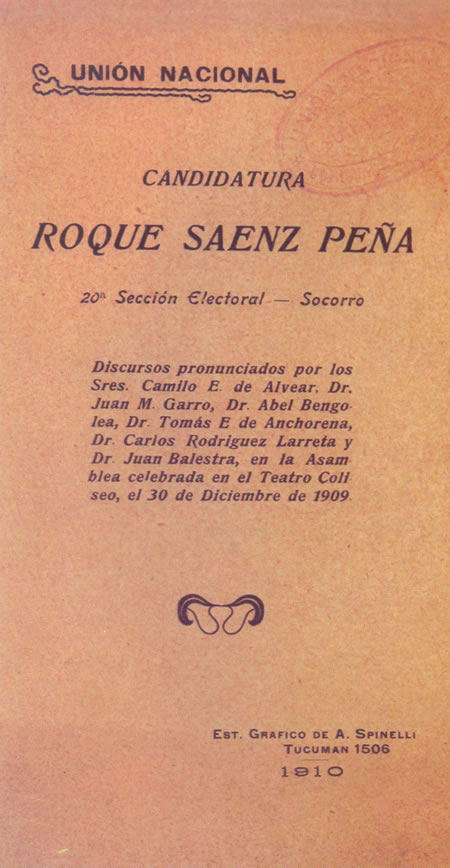 UNIÓN NACIONAL
CANDIDATURA
ROQUE SAENZ PEÑA
20ª Sección Electoral — Socorro
Discursos pronunciados por los
Sres. Camilo E. de Alvear, Dr.
Juan M. Garro, Dr. Abel Bengo-
lea, Dr. Tomás E de Anchorena,
Dr. Carlos Rodriguez Larreta y
Dr. Juan Balestra, en la Asam-
blea celebrada en el Teatro Coli
seo, el 30 de Diciembre de 1909.
EST. GRAFICO DE A. SPINELLI
TUCUMAN 1506
1910